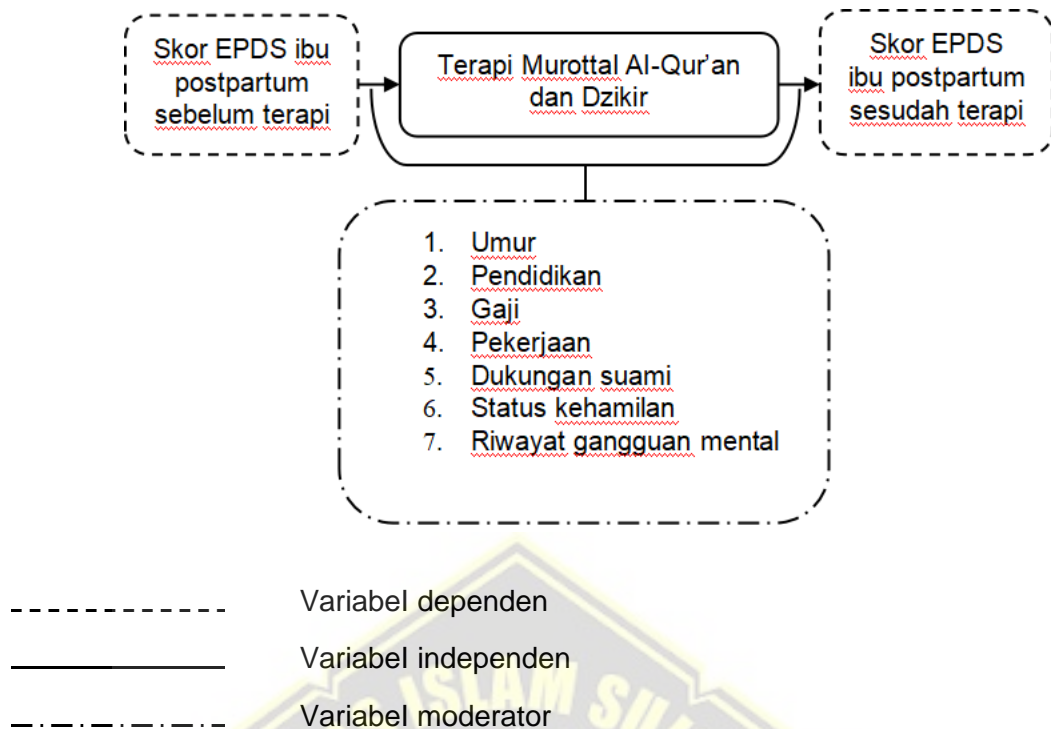 Skor EPDS ibu
postpartum
sebelum terapi
Terapi Murottal Al-Qur'an
dan Dzikir
Skor EPDS
ibu postpartum
sesudah terapi
1. Umur
2. Pendidikan
3. Gaji
4. Pekerjaan
5. Dukungan suami
6. Status kehamilan
7. Riwayat gangguan mental
Variabel dependen
Variabel independen
Variabel moderator
ISLAM